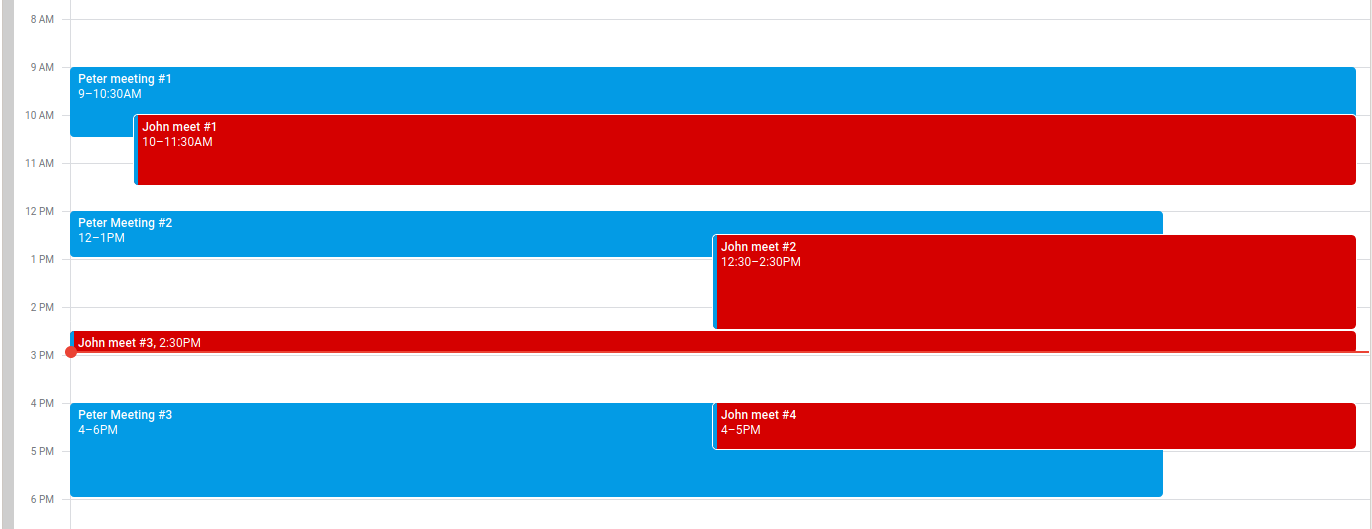 8 AM
9 AM
Peter meeting #1
9–10:30AM
10 AM
John meet #1
10–11:30AM
11 AM
12 PM
Peter Meeting #2
12–1PM
John meet #2
12:30–2:30PM
1 PM
2 PM
John meet #3, 2:30PM
3 PM
4 PM
Peter Meeting #3
4–6PM
John meet #4
4–5PM
5 PM
6 PM